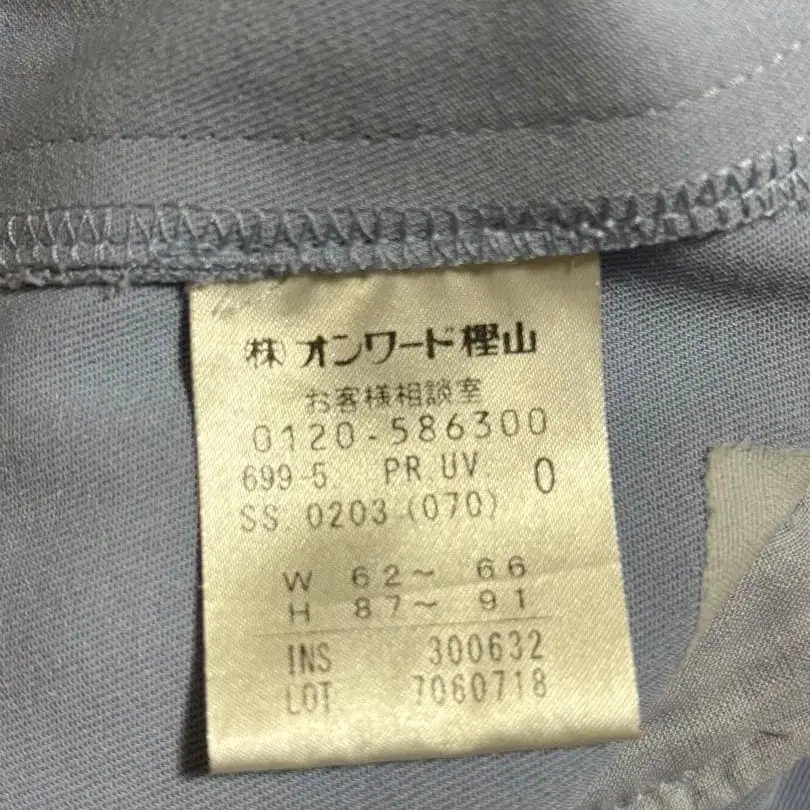 (株)オンワード樫山
お客様相談室
0120-586300
699-5. PR.UV 0
SS. 0203 (070)
W 62～ 66
H 87～ 91
INS 300632
LOT. 7060718